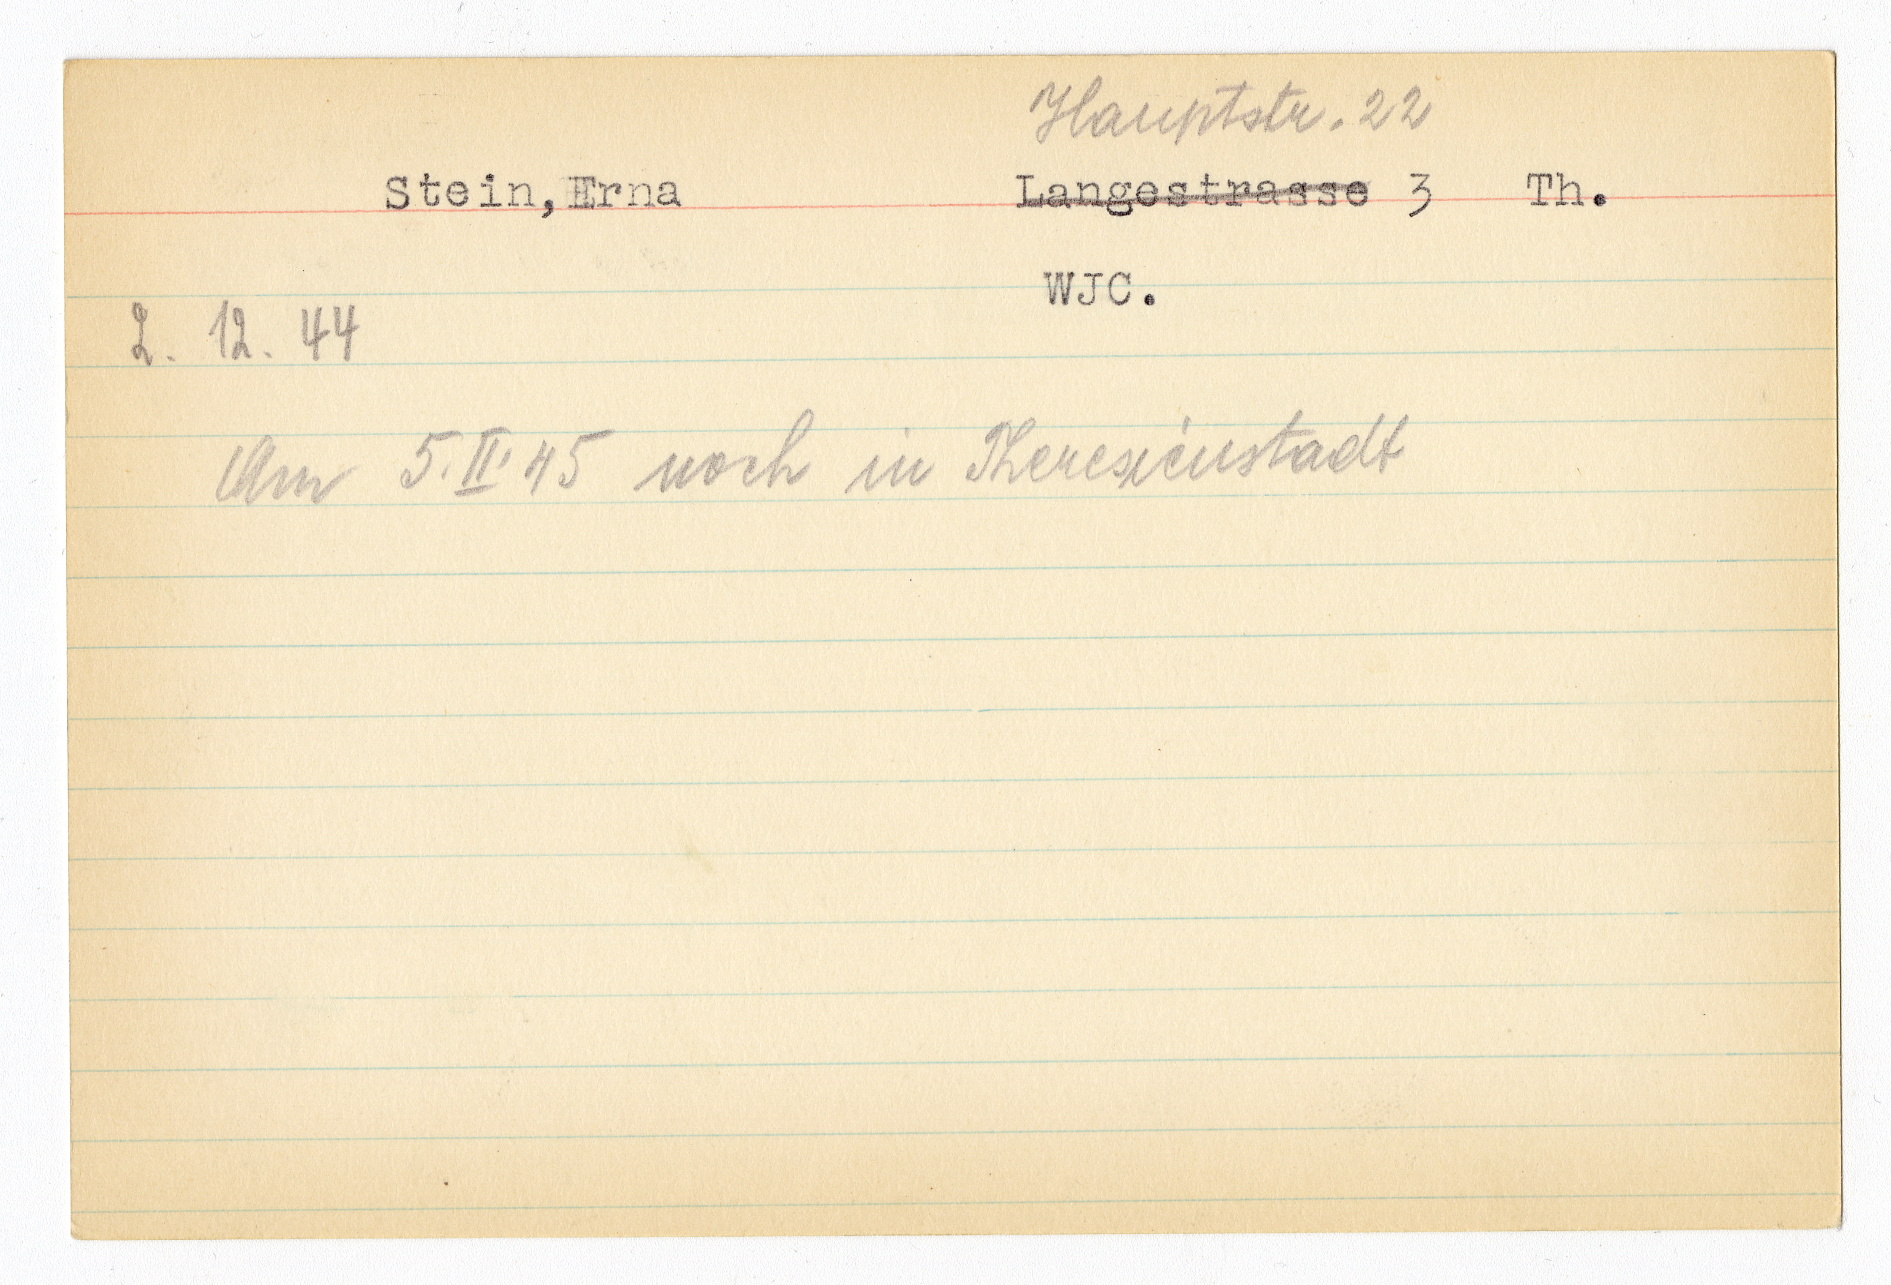 Hauptstr. 22
Stein, Erna Langestrasse 3 Th.
WJC.
2. 12. 44
Am 5. II. 45 noch in Theresienstadt